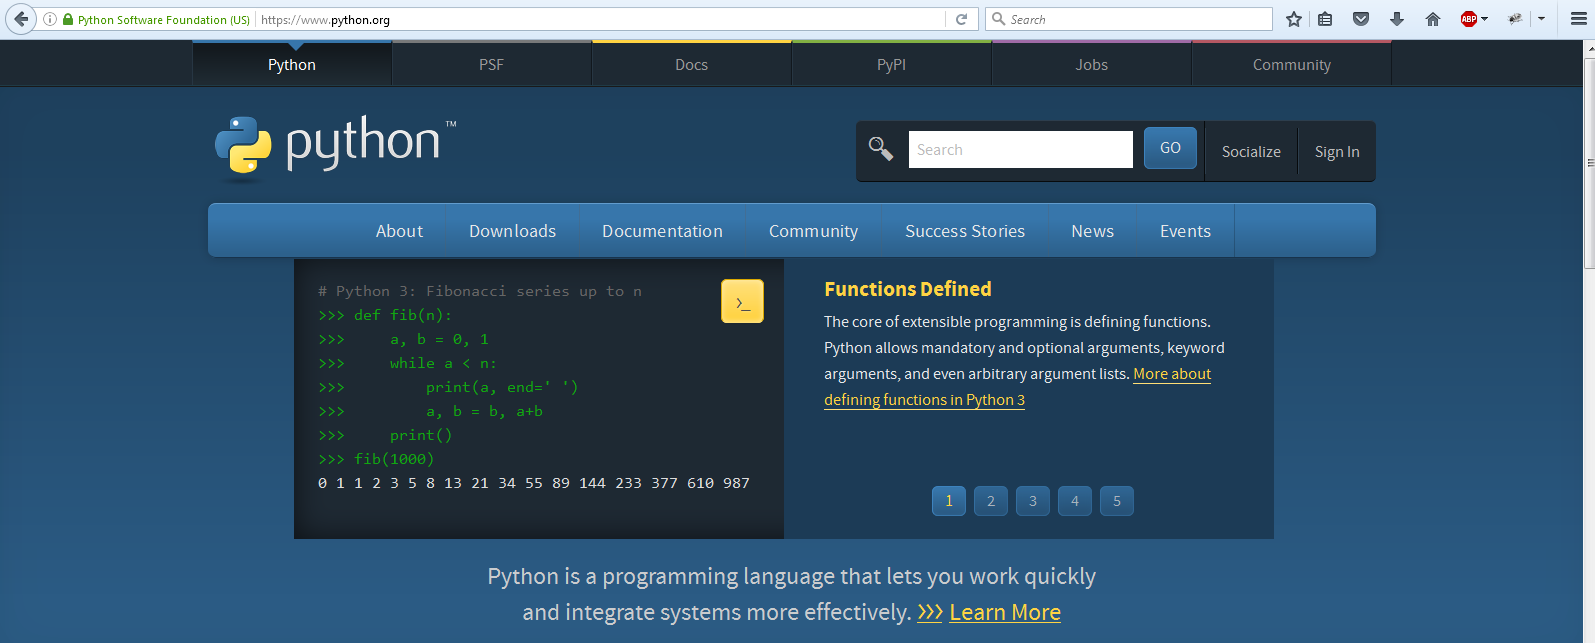 Python Software Foundation (US) https://www.python.org Search ABP
Python PSF Docs PyPI Jobs Community
python™
Search GO Socialize Sign In
About Downloads Documentation Community Success Stories News Events
# Python 3: Fibonacci series up to n
>>> def fib(n):
>>>     a, b = 0, 1
>>>     while a < n:
>>>         print(a, end=' ')
>>>         a, b = b, a+b
>>>     print()
>>> fib(1000)
0 1 1 2 3 5 8 13 21 34 55 89 144 233 377 610 987
>_
Functions Defined
The core of extensible programming is defining functions.
Python allows mandatory and optional arguments, keyword
arguments, and even arbitrary argument lists. More about
defining functions in Python 3
1 2 3 4 5
Python is a programming language that lets you work quickly
and integrate systems more effectively. >>> Learn More